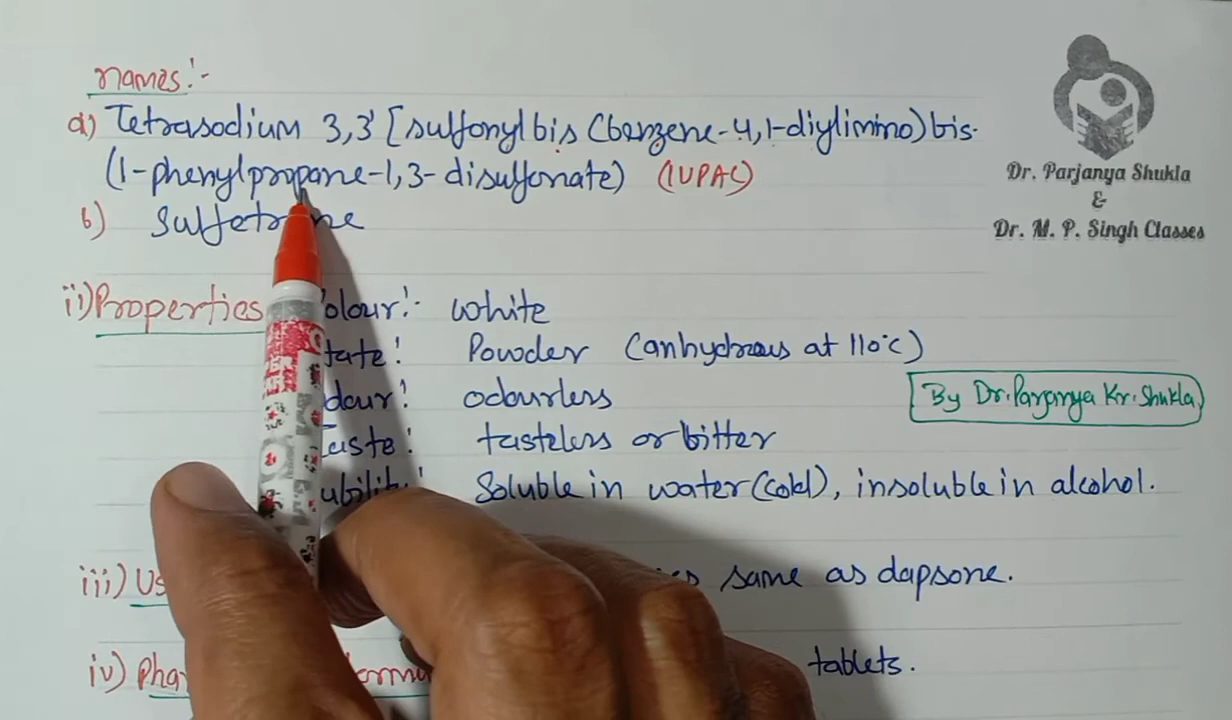 names:-
a) Tetrasodium 3,3' [sulfonyl bis (benzene-4,1-diylimino) bis-
(1-phenylpropane-1,3-disulfonate) (IUPAC)
b)
ii) Properties olour:- white
tate: Powder (anhydrous at 110°C)
dour: odourless
taste: tasteless or bitter
ubility: Soluble in water (cold), insoluble in alcohol.
iii) Us same as dapsone.
iv) Pha tablets.
By Dr. Parjanya Kr. Shukla
Dr. Parjanya Shukla
&
Dr. M. P. Singh Classes